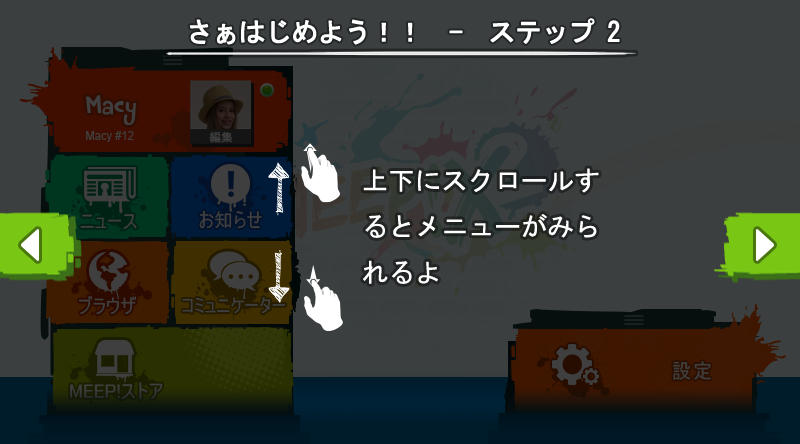 さぁはじめよう！！　－　ステップ 2
Macy
Macy #12
編集
ニュース
お知らせ
上下にスクロールす
るとメニューがみら
れるよ
ブラウザ
コミュニケーター
MEEP!ストア
設定